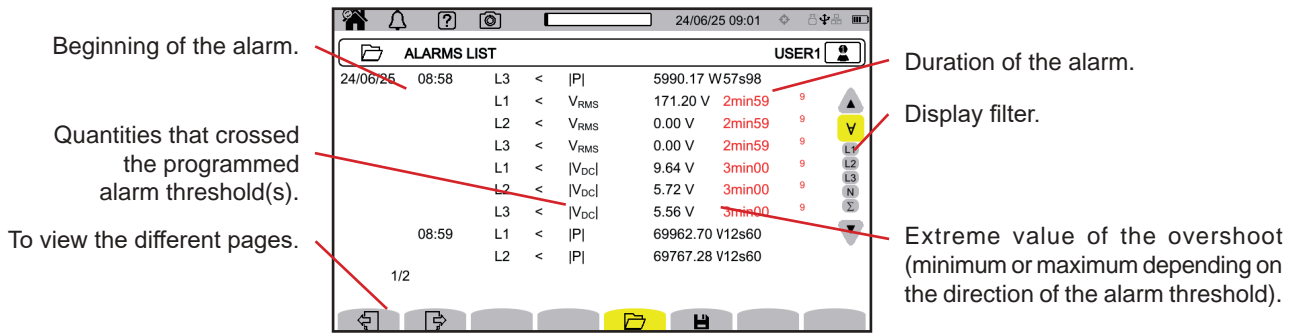 24/06/25 09:01
ALARMS LIST USER1
24/06/25 08:58 L3 < |P| 5990.17 W 57s98
L1 < VRMS 171.20 V 2min59 9
L2 < VRMS 0.00 V 2min59 9
L3 < VRMS 0.00 V 2min59 9
L1 < |VDC| 9.64 V 3min00 9
L2 < |VDC| 5.72 V 3min00 9
L3 < |VDC| 5.56 V 3min00 9
08:59 L1 < |P| 69962.70 V12s60
L2 < |P| 69767.28 V12s60
1/2
∀
L1
L2
L3
N
Σ
Beginning of the alarm.
Quantities that crossed
the programmed
alarm threshold(s).
To view the different pages.
Duration of the alarm.
Display filter.
Extreme value of the overshoot
(minimum or maximum depending on
the direction of the alarm threshold).